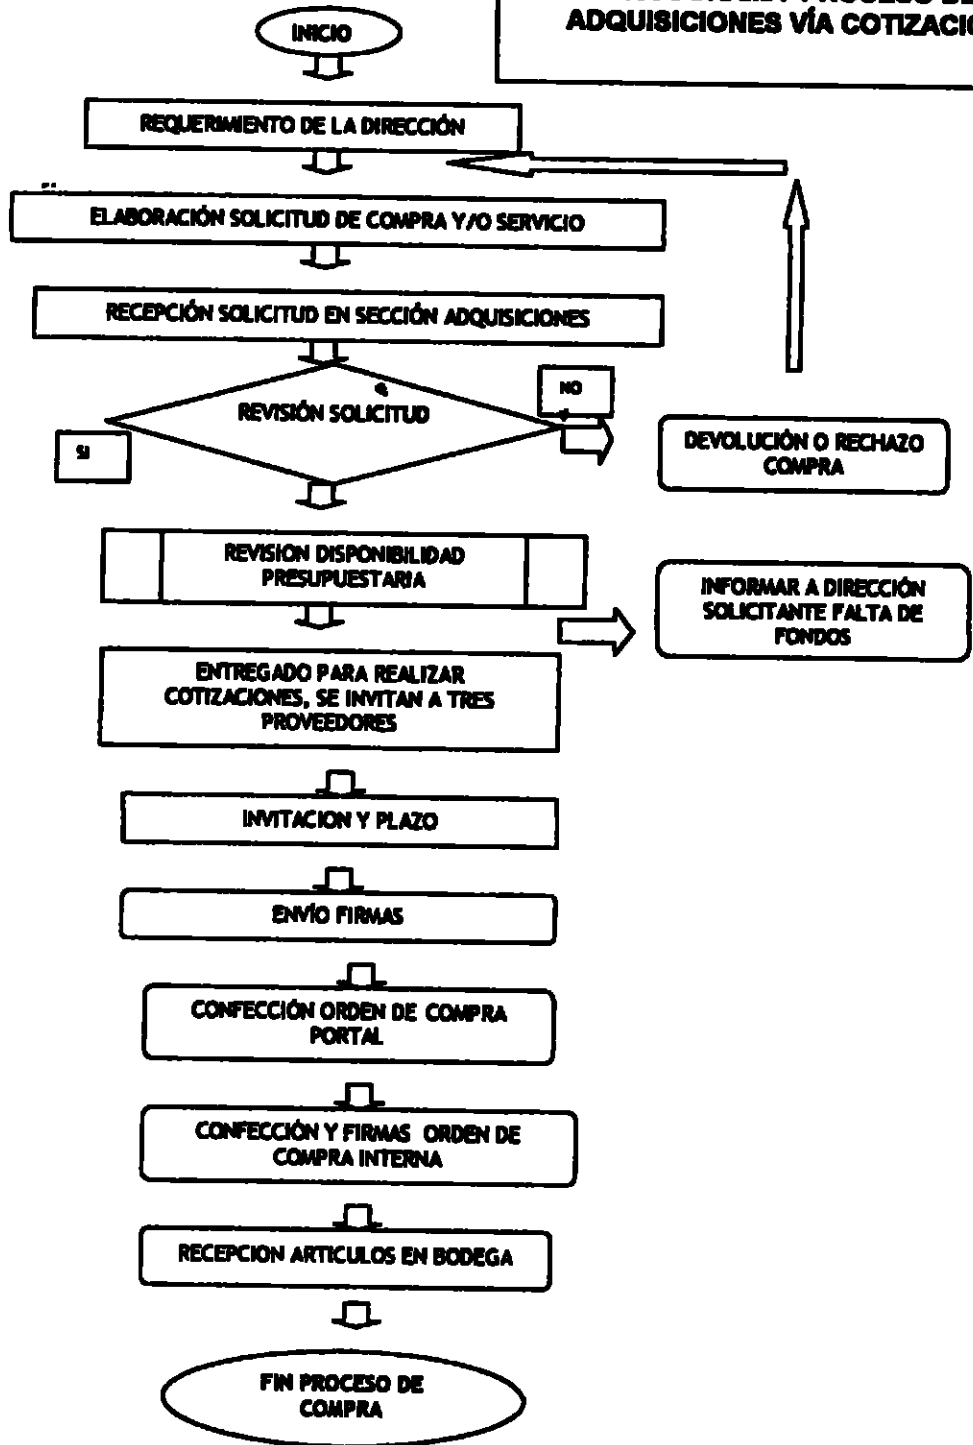 ADQUISICIONES VÍA COTIZACIO
INICIO
REQUERIMIENTO DE LA DIRECCIÓN
ELABORACIÓN SOLICITUD DE COMPRA Y/O SERVICIO
RECEPCIÓN SOLICITUD EN SECCIÓN ADQUISICIONES
NO
REVISIÓN SOLICITUD
SI
DEVOLUCIÓN O RECHAZO
COMPRA
REVISION DISPONIBILIDAD
PRESUPUESTARIA
INFORMAR A DIRECCIÓN
SOLICITANTE FALTA DE
FONDOS
ENTREGADO PARA REALIZAR
COTIZACIONES, SE INVITAN A TRES
PROVEEDORES
INVITACION Y PLAZO
ENVÍO FIRMAS
CONFECCIÓN ORDEN DE COMPRA
PORTAL
CONFECCIÓN Y FIRMAS ORDEN DE
COMPRA INTERNA
RECEPCION ARTICULOS EN BODEGA
FIN PROCESO DE
COMPRA